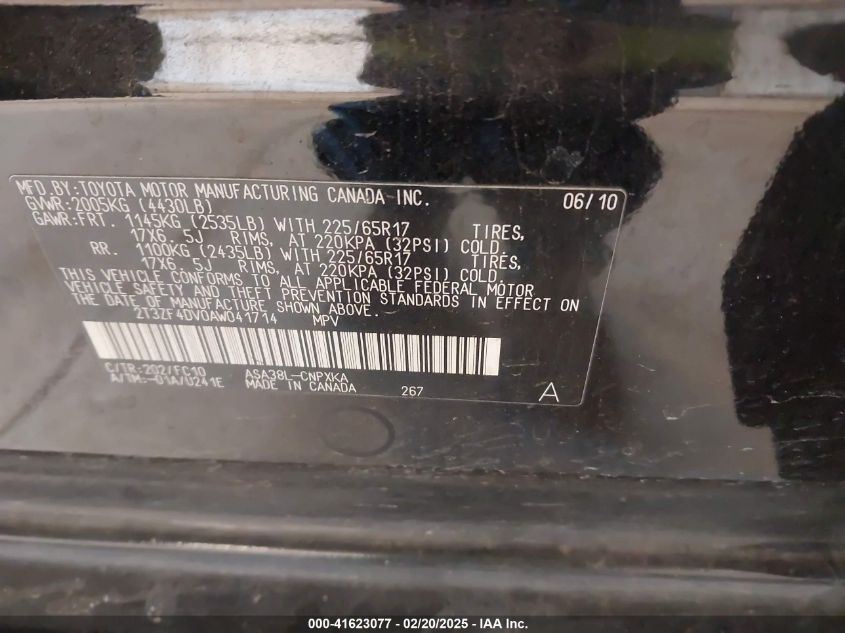 MFD.BY:TOYOTA MOTOR MANUFACTURING CANADA INC. 06/10
GVWR:2005KG (4430LB)
GAWR:FRT. 1145KG (2535LB) WITH 225/65R17 TIRES,
17X6.5J RIMS, AT 220KPA (32PSI) COLD.
RR. 1100KG (2435LB) WITH 225/65R17 TIRES,
17X6.5J RIMS, AT 220KPA (32PSI) COLD.
THIS VEHICLE CONFORMS TO ALL APPLICABLE FEDERAL MOTOR
VEHICLE SAFETY AND THEFT PREVENTION STANDARDS IN EFFECT ON
THE DATE OF MANUFACTURE SHOWN ABOVE.
2T3ZF4DV0AW041714 MPV
C/TR:202/FC10 ASA38L-CNPXKA
A/TM:-01A/U241E MADE IN CANADA 267 A
000-41623077 - 02/20/2025 - IAA Inc.